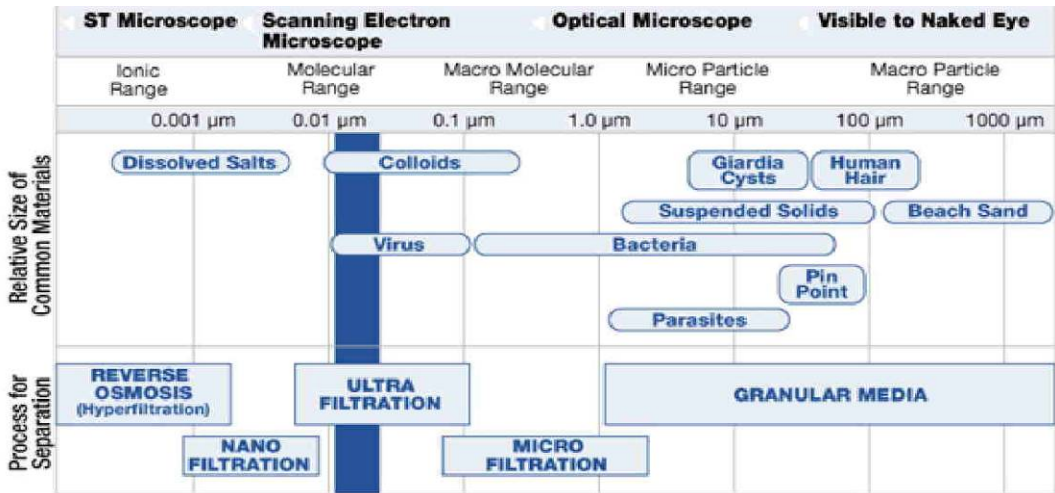 ST Microscope
Scanning Electron
Microscope
Optical Microscope
Visible to Naked Eye
Ionic
Range
Molecular
Range
Macro Molecular
Range
Micro Particle
Range
Macro Particle
Range
0.001 µm
0.01 µm
0.1 µm
1.0 µm
10 µm
100 µm
1000 µm
Relative Size of
Common Materials
Dissolved Salts
Colloids
Giardia
Cysts
Human
Hair
Suspended Solids
Beach Sand
Virus
Bacteria
Pin
Point
Parasites
Process for
Separation
REVERSE
OSMOSIS
(Hyperfiltration)
ULTRA
FILTRATION
GRANULAR MEDIA
NANO
FILTRATION
MICRO
FILTRATION